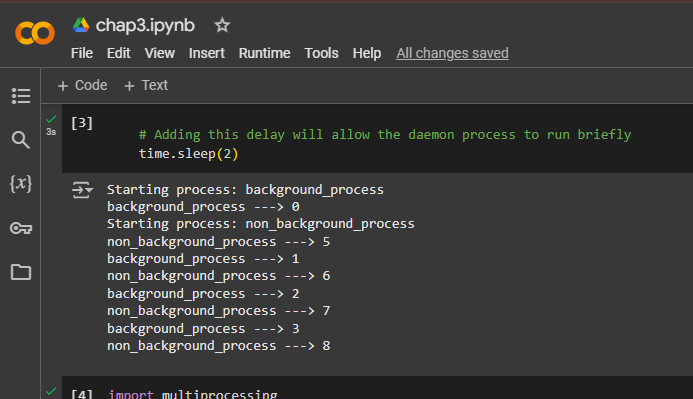 chap3.ipynb
File Edit View Insert Runtime Tools Help All changes saved
+ Code + Text
[3]
3s
# Adding this delay will allow the daemon process to run briefly
time.sleep(2)
{x}
Starting process: background_process
background_process ---> 0
Starting process: non_background_process
non_background_process ---> 5
background_process ---> 1
non_background_process ---> 6
background_process ---> 2
non_background_process ---> 7
background_process ---> 3
non_background_process ---> 8
[4] import multiprocessing